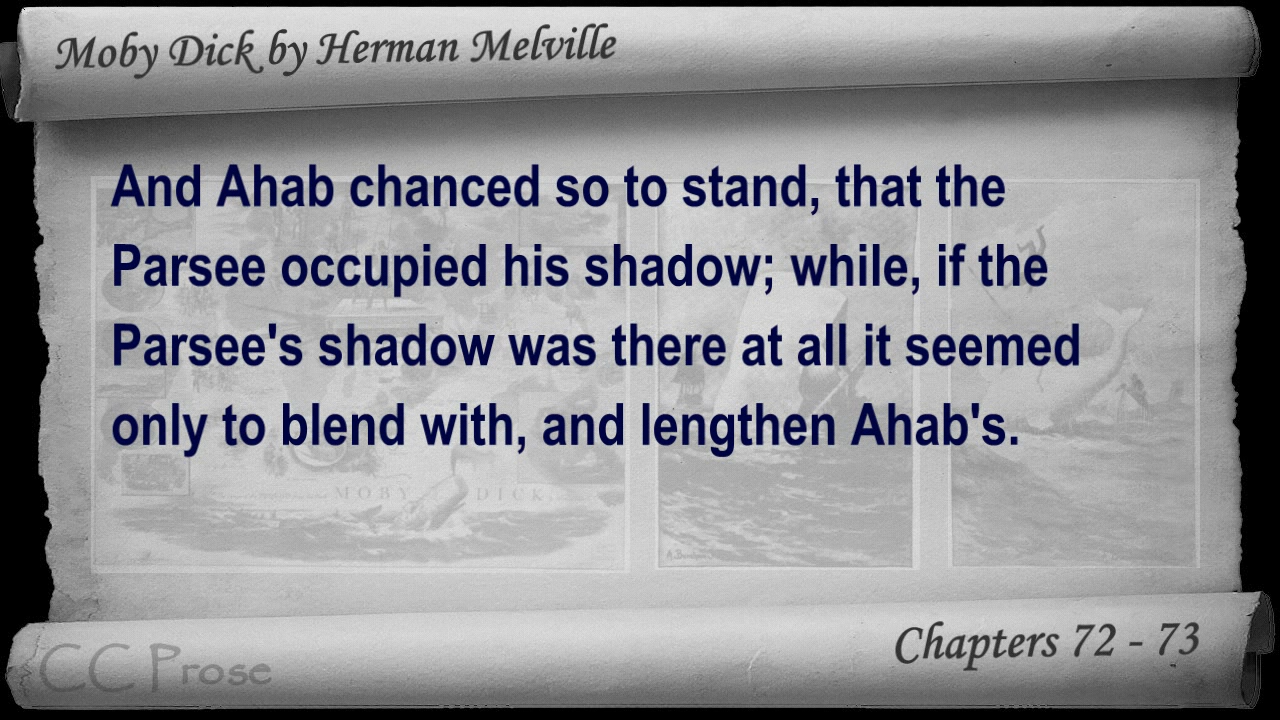 Moby Dick by Herman Melville
And Ahab chanced so to stand, that the
Parsee occupied his shadow; while, if the
Parsee's shadow was there at all it seemed
only to blend with, and lengthen Ahab's.
MOBY DICK
Chapters 72 - 73
CC Prose